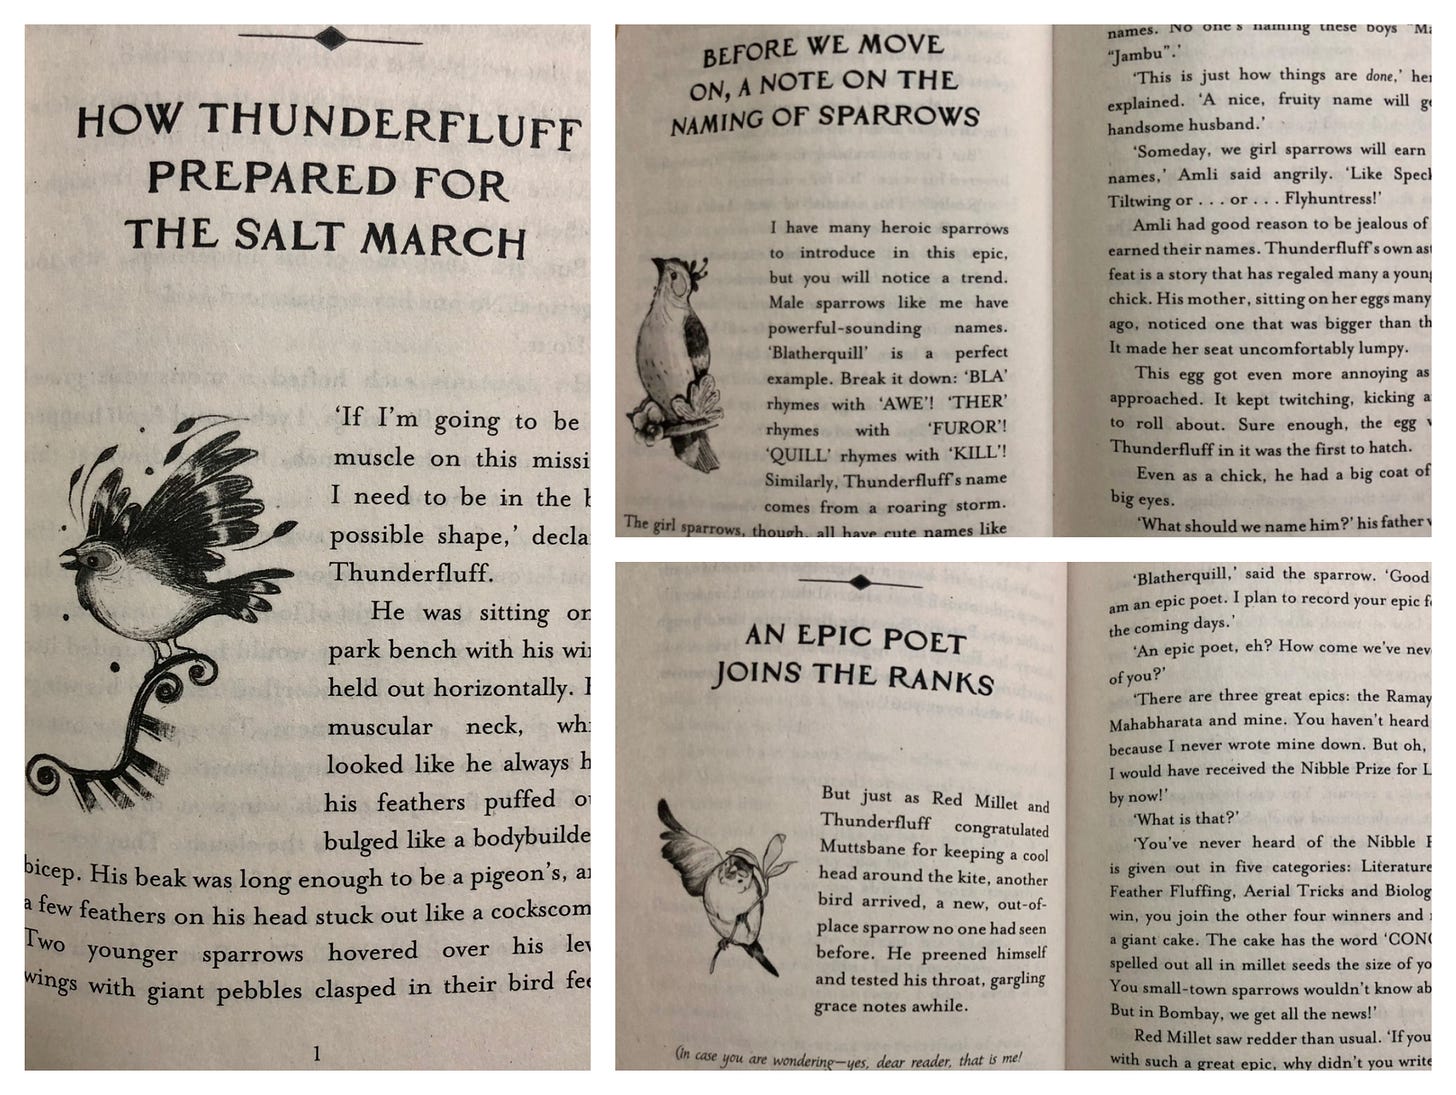 HOW THUNDERFLUFF
PREPARED FOR
THE SALT MARCH
‘If I’m going to be
muscle on this
I need to be in the
possible shape,’
Thunderfluff.
He was sitting
park bench with his
held out horizontally.
muscular neck,
looked like he always
his feathers puffed
bulged like a
bicep. His beak was long enough to be a pigeon’s,
a few feathers on his head stuck out like a
Two younger sparrows hovered over his
wings with giant pebbles clasped in their bird
1
BEFORE WE MOVE
ON, A NOTE ON THE
NAMING OF SPARROWS
I have many heroic sparrows
to introduce in this epic,
but you will notice a trend.
Male sparrows like me have
powerful-sounding names.
‘Blatherquill’ is a perfect
example. Break it down: ‘BLA’
rhymes with ‘AWE’! ‘THER’
rhymes with ‘FUROR’!
‘QUILL’ rhymes with ‘KILL’!
Similarly, Thunderfluff’s name
comes from a roaring storm.
The girl sparrows, though, all have cute names like
names. No one’s naming these boys
“Jambu”.’
‘This is just how things are done,’
explained. ‘A nice, fruity name will
handsome husband.’
‘Someday, we girl sparrows will earn
names,’ Amli said angrily. ‘Like
Tiltwing or . . . or . . . Flyhuntress!’
Amli had good reason to be jealous of
earned their names. Thunderfluff’s own
feat is a story that has regaled many a
chick. His mother, sitting on her eggs many
ago, noticed one that was bigger than
It made her seat uncomfortably lumpy.
This egg got even more annoying as
approached. It kept twitching, kicking
to roll about. Sure enough, the egg
Thunderfluff in it was the first to hatch.
Even as a chick, he had a big coat of
big eyes.
‘What should we name him?’ his father
AN EPIC POET
JOINS THE RANKS
But just as Red Millet and
Thunderfluff congratulated
Muttsbane for keeping a cool
head around the kite, another
bird arrived, a new, out-of-
place sparrow no one had seen
before. He preened himself
and tested his throat, gargling
grace notes awhile.
(In case you are wondering—yes, dear reader, that is me!
‘Blatherquill,’ said the sparrow. ‘Good
am an epic poet. I plan to record your epic
the coming days.’
‘An epic poet, eh? How come we’ve
of you?’
‘There are three great epics: the
Mahabharata and mine. You haven’t heard
because I never wrote mine down. But oh,
I would have received the Nibble Prize for
by now!’
‘What is that?’
‘You’ve never heard of the Nibble
is given out in five categories: Literature
Feather Fluffing, Aerial Tricks and
win, you join the other four winners and
a giant cake. The cake has the word
spelled out all in millet seeds the size of
You small-town sparrows wouldn’t know
But in Bombay, we get all the news!’
Red Millet saw redder than usual. ‘If you
with such a great epic, why didn’t you